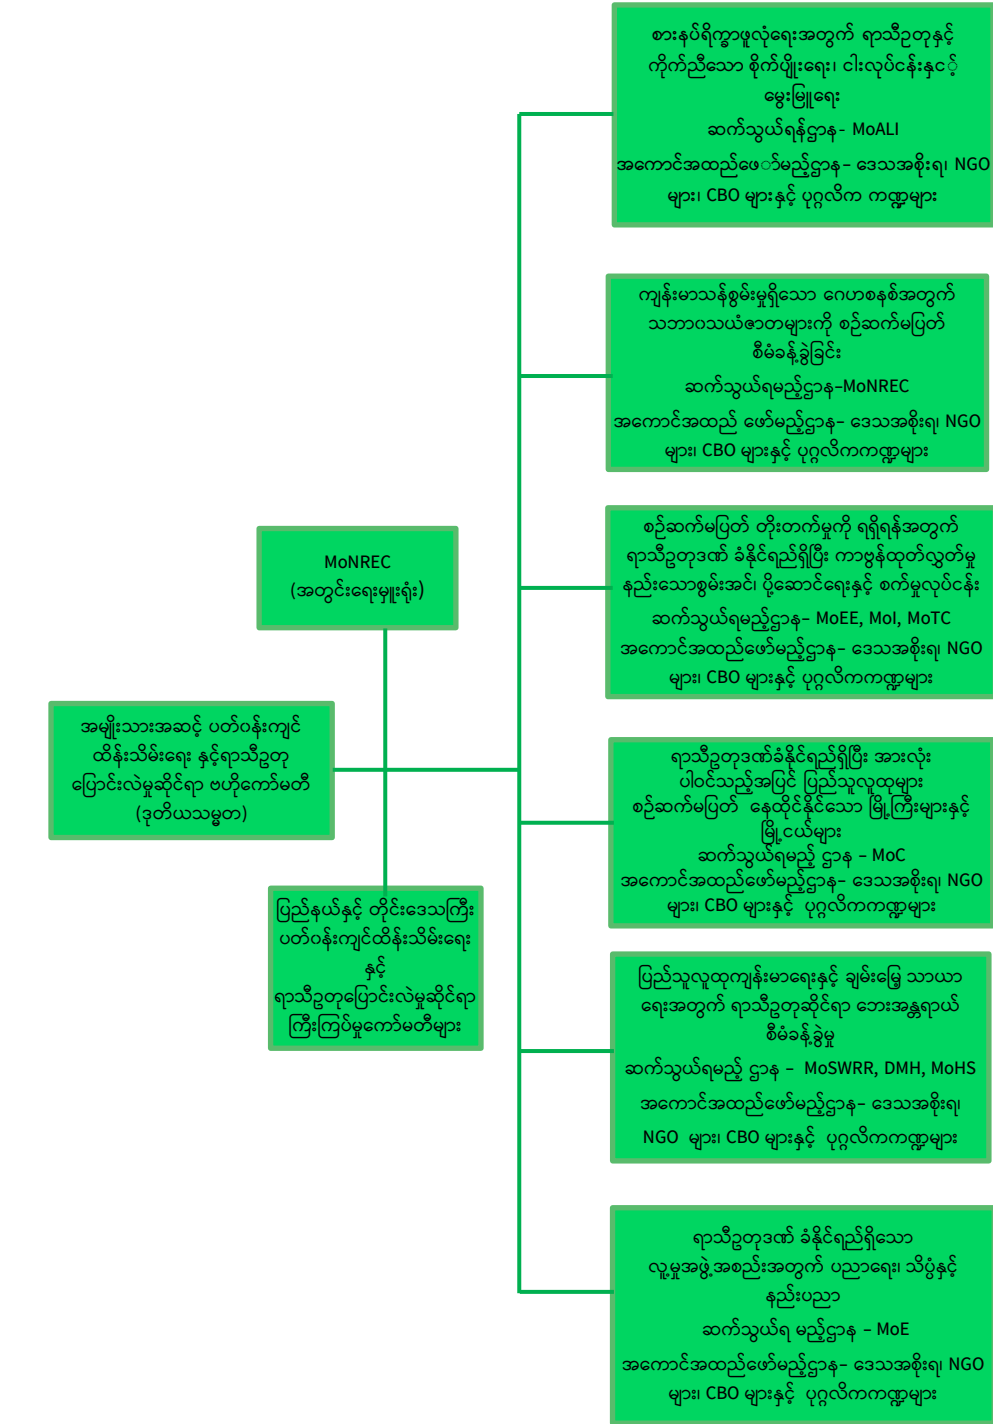 စားနပ်ရိက္ခာဖူလုံရေးအတွက် ရာသီဥတုနှင့်
ကိုက်ညီသော စိုက်ပျိုးရေး၊ ငါးလုပ်ငန်းနှင့်
မွေးမြူရေး
ဆက်သွယ်ရန်ဌာန- MoALI
အကောင်အထည်ဖော်မည့်ဌာန– ဒေသအစိုးရ၊ NGO
များ၊ CBO များနှင့် ပုဂ္ဂလိက ကဏ္ဍများ
ကျန်းမာသန်စွမ်းမှုရှိသော ဂေဟစနစ်အတွက်
သဘာဝသယံဇာတများကို စဉ်ဆက်မပြတ်
စီမံခန့်ခွဲခြင်း
ဆက်သွယ်ရမည့်ဌာန–MoNREC
အကောင်အထည် ဖော်မည့်ဌာန– ဒေသအစိုးရ၊ NGO
များ၊ CBO များနှင့် ပုဂ္ဂလိကကဏ္ဍများ
စဉ်ဆက်မပြတ် တိုးတက်မှုကို ရရှိရန်အတွက်
ရာသီဥတုဒဏ် ခံနိုင်ရည်ရှိပြီး ကာဗွန်ထုတ်လွှတ်မှု
နည်းသောစွမ်းအင်၊ ပို့ဆောင်ရေးနှင့် စက်မှုလုပ်ငန်း
ဆက်သွယ်ရမည့်ဌာန– MoEE, MoI, MoTC
အကောင်အထည်ဖော်မည့်ဌာန– ဒေသအစိုးရ၊ NGO
များ၊ CBO များနှင့် ပုဂ္ဂလိကကဏ္ဍများ
MoNREC
(အတွင်းရေးမှူးရုံး)
အမျိုးသားအဆင့် ပတ်ဝန်းကျင်
ထိန်းသိမ်းရေး နှင့်ရာသီဥတု
ပြောင်းလဲမှုဆိုင်ရာ ဗဟိုကော်မတီ
(ဒုတိယသမ္မတ)
ရာသီဥတုဒဏ်ခံနိုင်ရည်ရှိပြီး အားလုံး
ပါဝင်သည့်အပြင် ပြည်သူလူထုများ
စဉ်ဆက်မပြတ် နေထိုင်နိုင်သော မြို့ကြီးများနှင့်
မြို့ငယ်များ
ဆက်သွယ်ရမည့် ဌာန – MoC
အကောင်အထည်ဖော်မည့်ဌာန– ဒေသအစိုးရ၊ NGO
များ၊ CBO များနှင့် ပုဂ္ဂလိကကဏ္ဍများ
ပြည်နယ်နှင့် တိုင်းဒေသကြီး
ပတ်ဝန်းကျင်ထိန်းသိမ်းရေး
နှင့်
ရာသီဥတုပြောင်းလဲမှုဆိုင်ရာ
ကြီးကြပ်မှုကော်မတီများ
ပြည်သူလူထုကျန်းမာရေးနှင့် ချမ်းမြေ့ သာယာ
ရေးအတွက် ရာသီဥတုဆိုင်ရာ ဘေးအန္တရာယ်
စီမံခန့်ခွဲမှု
ဆက်သွယ်ရမည့် ဌာန – MoSWRR, DMH, MoHS
အကောင်အထည်ဖော်မည့်ဌာန– ဒေသအစိုးရ၊
NGO များ၊ CBO များနှင့် ပုဂ္ဂလိကကဏ္ဍများ
ရာသီဥတုဒဏ် ခံနိုင်ရည်ရှိသော
လူ့မှုအဖွဲ့အစည်းအတွက် ပညာရေး၊ သိပ္ပံနှင့်
နည်းပညာ
ဆက်သွယ်ရ မည့်ဌာန – MoE
အကောင်အထည်ဖော်မည့်ဌာန– ဒေသအစိုးရ၊ NGO
များ၊ CBO များနှင့် ပုဂ္ဂလိကကဏ္ဍများ